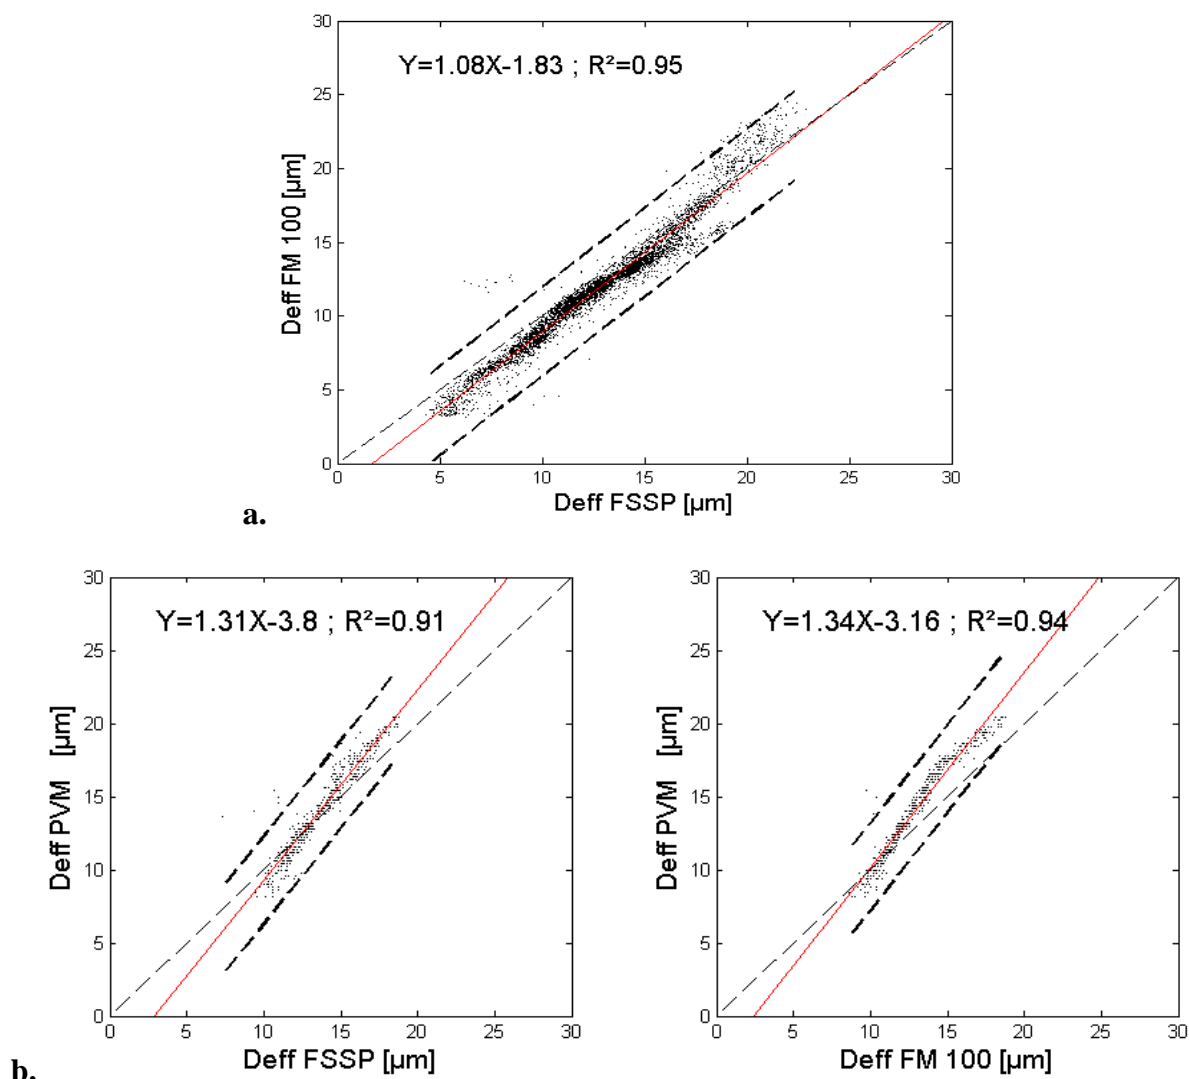 Y=1.08X-1.83 ; R²=0.95
30
25
20
15
10
5
0
Deff FM 100 [µm]
0 5 10 15 20 25 30
Deff FSSP [µm]
a.
Y=1.31X-3.8 ; R²=0.91
30
25
20
15
10
5
0
Deff PVM [µm]
0 5 10 15 20 25 30
Deff FSSP [µm]
Y=1.34X-3.16 ; R²=0.94
30
25
20
15
10
5
0
Deff PVM [µm]
0 5 10 15 20 25 30
Deff FM 100 [µm]
b.